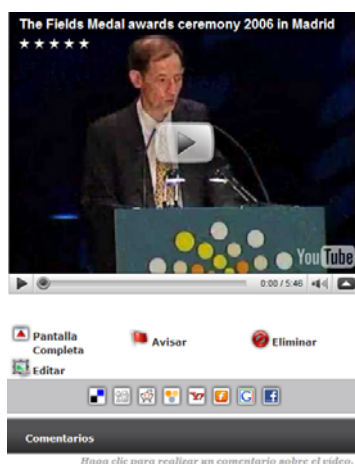 The Fields Medal awards ceremony 2006 in Madrid
YouTube
0:00 / 5:46
Pantalla
Completa
Avisar
Eliminar
Editar
Comentarios
Haga clic para realizar un comentario sobre el vídeo.